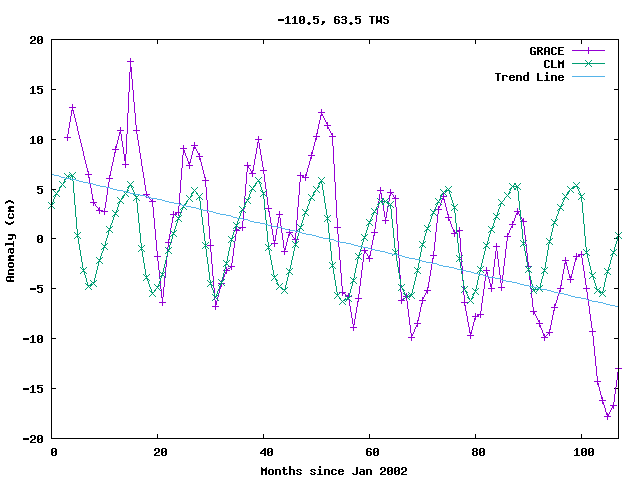 -110.5, 63.5 TWS
GRACE
CLM
Trend Line
20
15
10
5
0
-5
-10
-15
-20
Anomaly (cm)
0 20 40 60 80 100
Months since Jan 2002